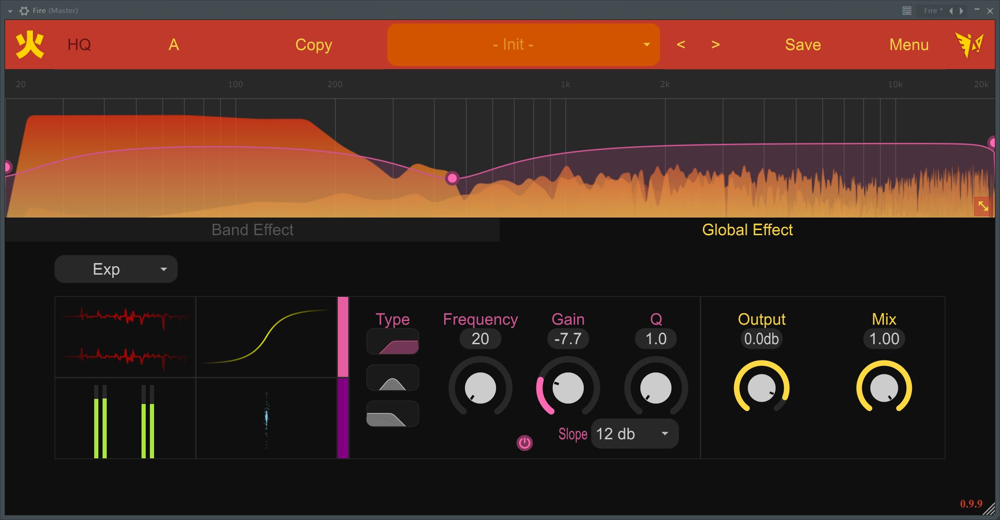 Fire (Master)
Fire *
火
HQ
A
Copy
- Init -
<
>
Save
Menu
20
100
200
1k
2k
10k
20k
Band Effect
Global Effect
Exp
Type
Frequency
Gain
Q
Output
Mix
20
-7.7
1.0
0.0db
1.00
Slope
12 db
0.9.9